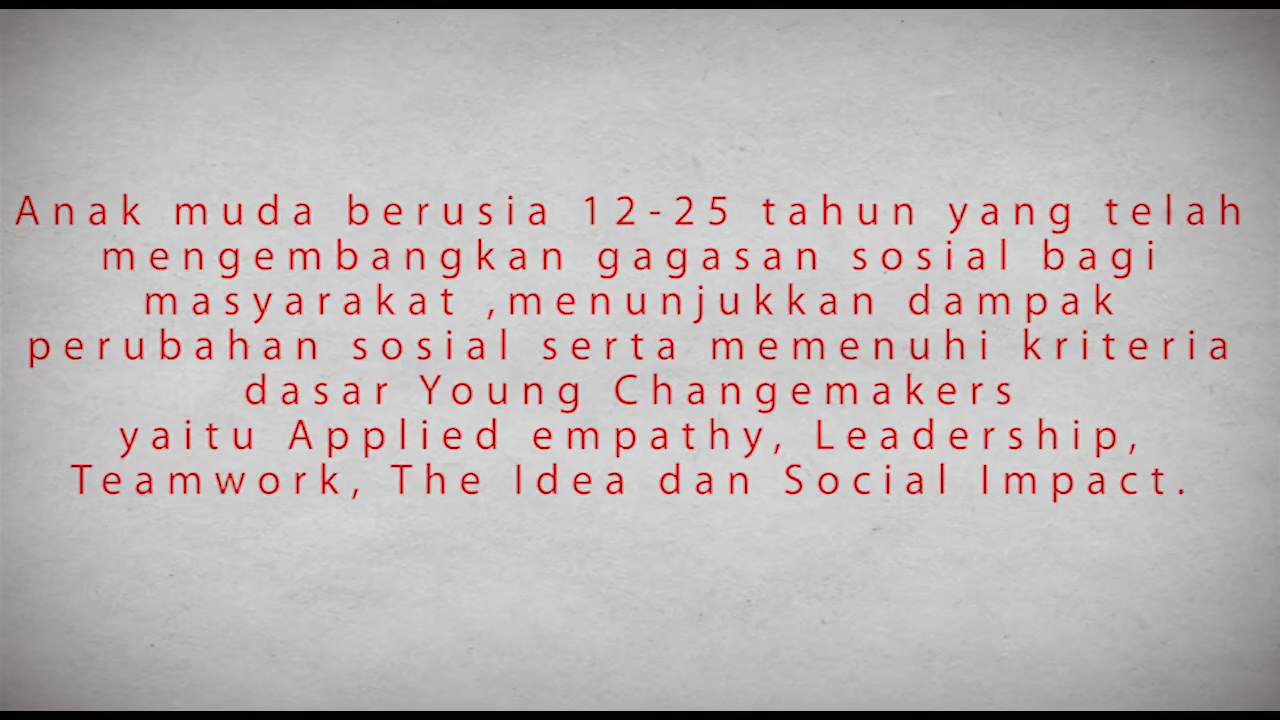 Anak muda berusia 12-25 tahun yang telah
mengembangkan gagasan sosial bagi
masyarakat ,menunjukkan dampak
perubahan sosial serta memenuhi kriteria
dasar Young Changemakers
yaitu Applied empathy, Leadership,
Teamwork, The Idea dan Social Impact.